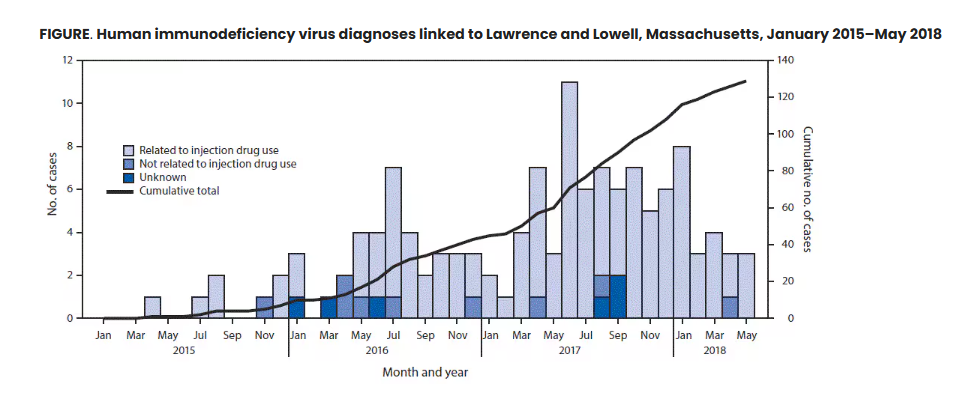 FIGURE. Human immunodeficiency virus diagnoses linked to Lawrence and Lowell, Massachusetts, January 2015–May 2018
12
10
8
6
4
2
0
No. of cases
Related to injection drug use
Not related to injection drug use
Unknown
Cumulative total
140
120
100
80
60
40
20
0
Cumulative no. of cases
Jan Mar May Jul Sep Nov Jan Mar May Jul Sep Nov Jan Mar May Jul Sep Nov Jan Mar May
2015 2016 2017 2018
Month and year